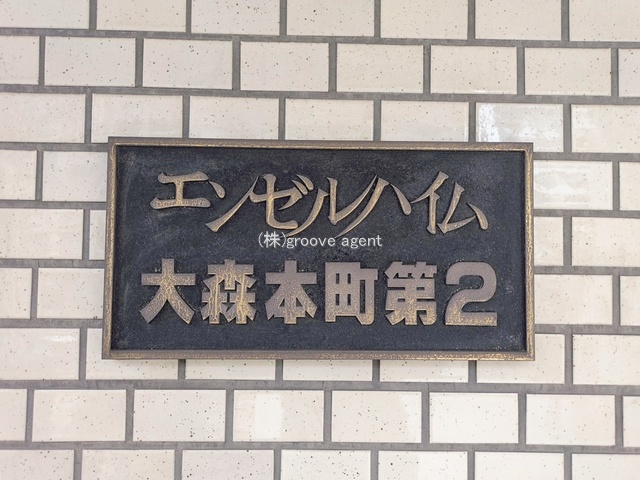 エンゼルハイム
(株)groove agent
大森本町第2